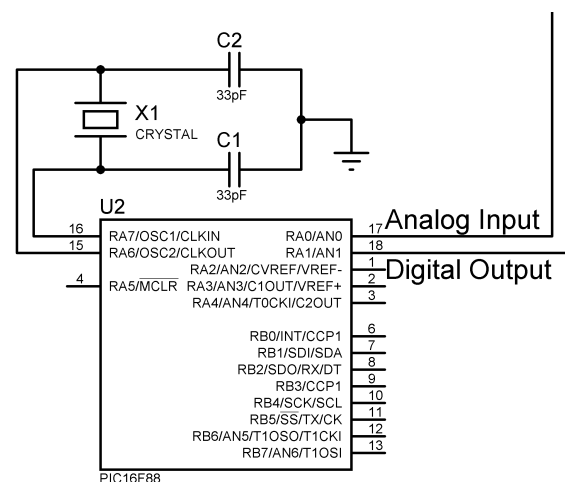 C2
33pF
X1
CRYSTAL
C1
33pF
U2
16 RA7/OSC1/CLKIN RA0/AN0 17 Analog Input
15 RA6/OSC2/CLKOUT RA1/AN1 18
RA2/AN2/CVREF/VREF- 1 Digital Output
4 RA5/MCLR RA3/AN3/C1OUT/VREF+ 2
RA4/AN4/T0CKI/C2OUT 3
RB0/INT/CCP1 6
RB1/SDI/SDA 7
RB2/SDO/RX/DT 8
RB3/CCP1 9
RB4/SCK/SCL 10
RB5/SS/TX/CK 11
RB6/AN5/T1OSO/T1CKI 12
RB7/AN6/T1OSI 13
PIC16F88